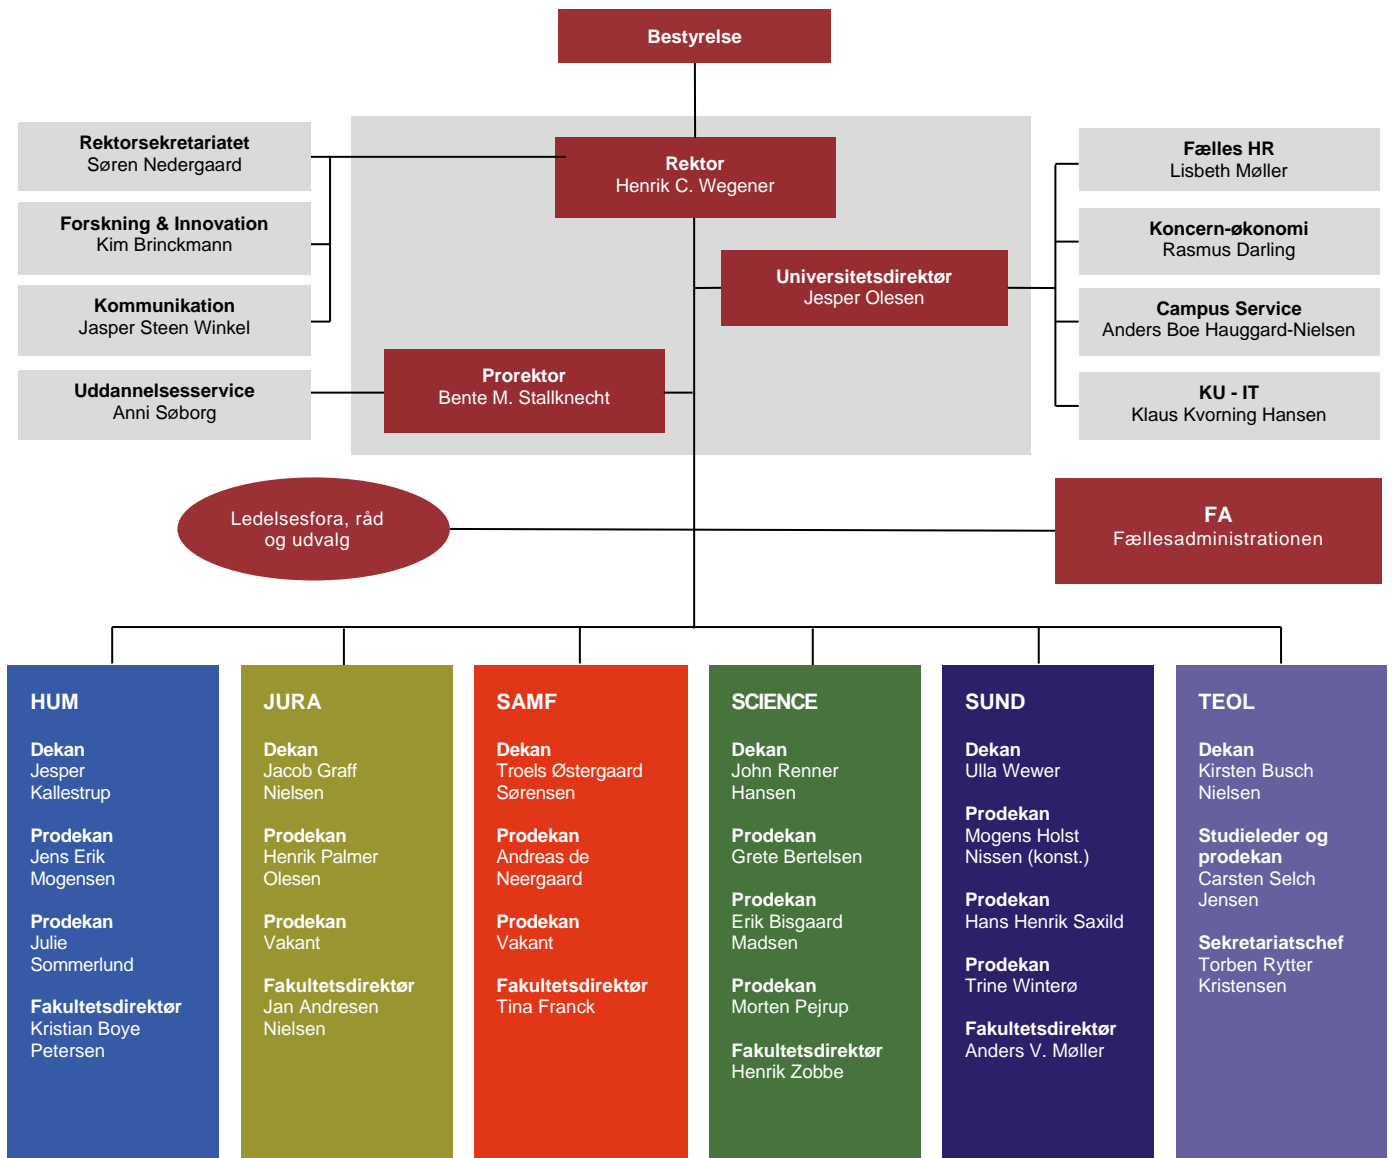 Bestyrelse
Rektor
Henrik C. Wegener
Rektorsekretariatet
Søren Nedergaard
Forskning & Innovation
Kim Brinckmann
Kommunikation
Jasper Steen Winkel
Uddannelsesservice
Anni Søborg
Universitetsdirektør
Jesper Olesen
Prorektor
Bente M. Stallknecht
Fælles HR
Lisbeth Møller
Koncern-økonomi
Rasmus Darling
Campus Service
Anders Boe Hauggard-Nielsen
KU - IT
Klaus Kvorning Hansen
Ledelsesfora, råd
og udvalg
FA
Fællesadministrationen
HUM
Dekan
Jesper
Kallestrup
Prodekan
Jens Erik
Mogensen
Prodekan
Julie
Sommerlund
Fakultetsdirektør
Kristian Boye
Petersen
JURA
Dekan
Jacob Graff
Nielsen
Prodekan
Henrik Palmer
Olesen
Prodekan
Vakant
Fakultetsdirektør
Jan Andresen
Nielsen
SAMF
Dekan
Troels Østergaard
Sørensen
Prodekan
Andreas de
Neergaard
Prodekan
Vakant
Fakultetsdirektør
Tina Franck
SCIENCE
Dekan
John Renner
Hansen
Prodekan
Grete Bertelsen
Prodekan
Erik Bisgaard
Madsen
Prodekan
Morten Pejrup
Fakultetsdirektør
Henrik Zobbe
SUND
Dekan
Ulla Wewer
Prodekan
Mogens Holst
Nissen (konst.)
Prodekan
Hans Henrik Saxild
Prodekan
Trine Winterø
Fakultetsdirektør
Anders V. Møller
TEOL
Dekan
Kirsten Busch
Nielsen
Studieleder og
prodekan
Carsten Selch
Jensen
Sekretariatschef
Torben Rytter
Kristensen